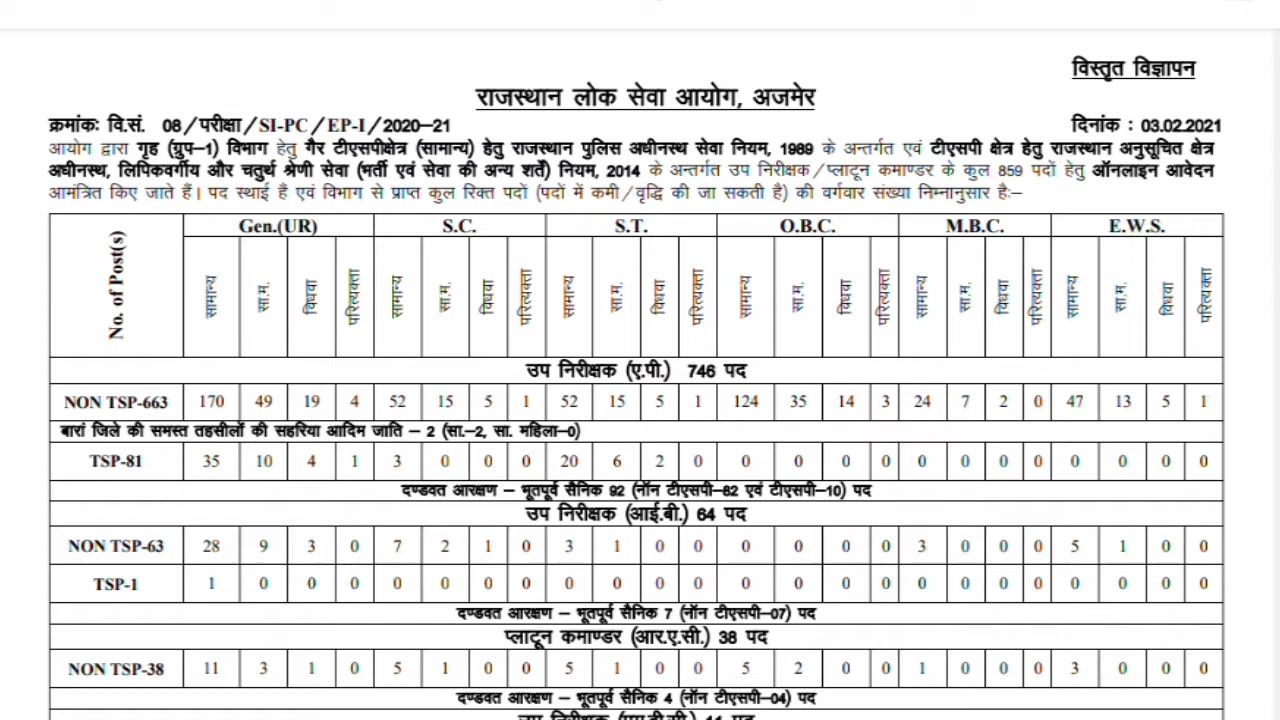 विस्तृत विज्ञापन
राजस्थान लोक सेवा आयोग, अजमेर
क्रमांकः वि.सं. 08/परीक्षा/SI-PC/EP-I/2020–21 दिनांक : 03.02.2021
आयोग द्वारा गृह (ग्रुप–1) विभाग हेतु गैर टीएसपीक्षेत्र (सामान्य) हेतु राजस्थान पुलिस अधीनस्थ सेवा नियम, 1989 के अन्तर्गत एवं टीएसपी क्षेत्र हेतु राजस्थान अनुसूचित क्षेत्र
अधीनस्थ, लिपिकवर्गीय और चतुर्थ श्रेणी सेवा (भर्ती एवं सेवा की अन्य शर्तें) नियम, 2014 के अन्तर्गत उप निरीक्षक/प्लाटून कमाण्डर के कुल 859 पदों हेतु ऑनलाइन आवेदन
आमंत्रित किए जाते हैं। पद स्थाई हैं एवं विभाग से प्राप्त कुल रिक्त पदों (पदों में कमी/वृद्धि की जा सकती है) की वर्गवार संख्या निम्नानुसार है:–
No. of Post(s) Gen.(UR) S.C. S.T. O.B.C. M.B.C. E.W.S.
सामान्य सा.म. विधवा परित्यक्ता सामान्य सा.म. विधवा परित्यक्ता सामान्य सा.म. विधवा परित्यक्ता सामान्य सा.म. विधवा परित्यक्ता सामान्य सा.म. विधवा परित्यक्ता सामान्य सा.म. विधवा परित्यक्ता
उप निरीक्षक (ए.पी.) 746 पद
NON TSP-663 170 49 19 4 52 15 5 1 52 15 5 1 124 35 14 3 24 7 2 0 47 13 5 1
बारां जिले की समस्त तहसीलों की सहरिया आदिम जाति – 2 (सा.–2, सा. महिला–0)
TSP-81 35 10 4 1 3 0 0 0 20 6 2 0 0 0 0 0 0 0 0 0 0 0 0 0
दण्डवत आरक्षण – भूतपूर्व सैनिक 92 (नॉन टीएसपी–82 एवं टीएसपी–10) पद
उप निरीक्षक (आई.बी.) 64 पद
NON TSP-63 28 9 3 0 7 2 1 0 3 1 0 0 0 0 0 0 3 0 0 0 5 1 0 0
TSP-1 1 0 0 0 0 0 0 0 0 0 0 0 0 0 0 0 0 0 0 0 0 0 0 0
दण्डवत आरक्षण – भूतपूर्व सैनिक 7 (नॉन टीएसपी–07) पद
प्लाटून कमाण्डर (आर.ए.सी.) 38 पद
NON TSP-38 11 3 1 0 5 1 0 0 5 1 0 0 5 2 0 0 1 0 0 0 3 0 0 0
दण्डवत आरक्षण – भूतपूर्व सैनिक 4 (नॉन टीएसपी–04) पद